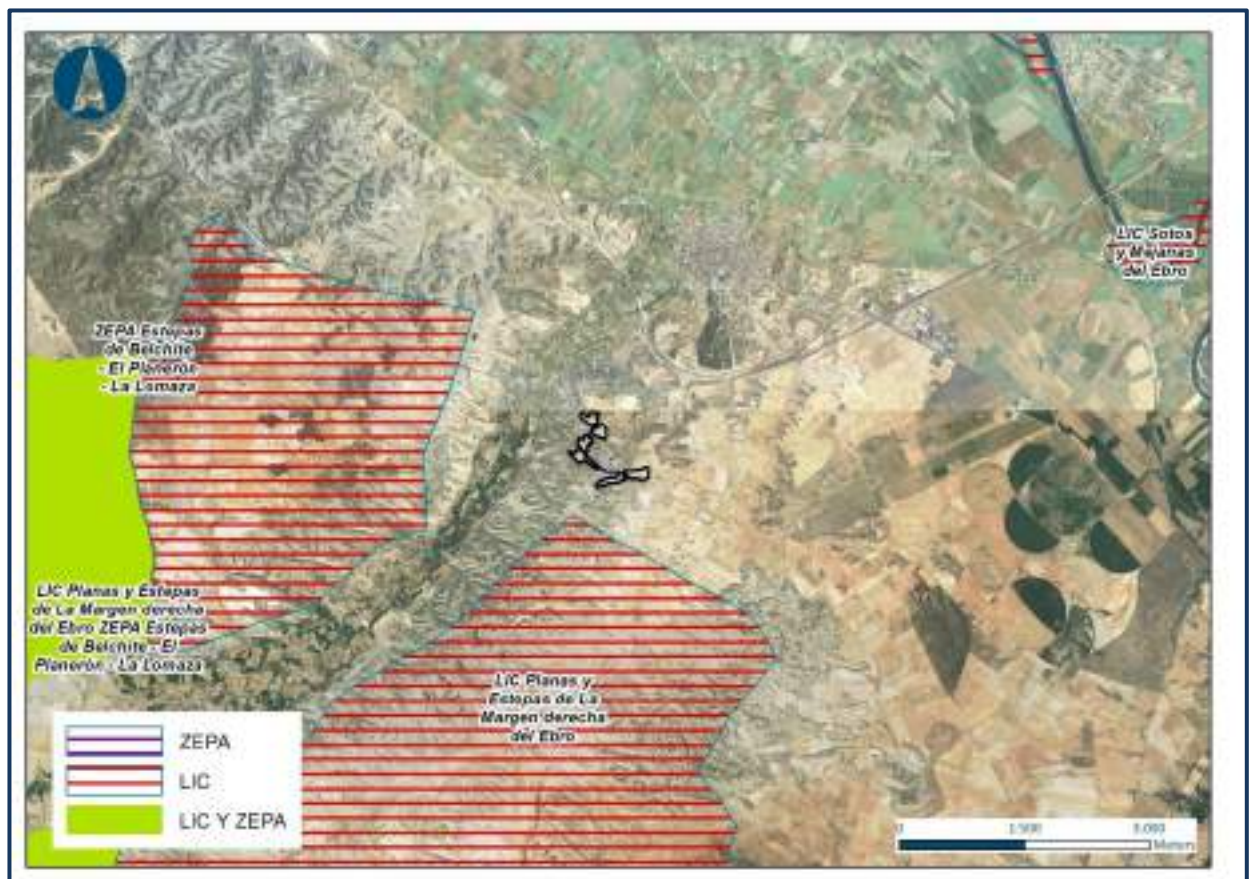 LIC Sotos
y Mejanas
del Ebro
ZEPA Estepas
de Belchite
- El Planerón
- La Lomaza
LIC Planas y Estepas
de La Margen derecha
del Ebro ZEPA Estepas
de Belchite - El
Planerón - La Lomaza
LIC Planas y
Estepas de La
Margen derecha
del Ebro
ZEPA
LIC
LIC Y ZEPA
0 1.500 3.000
Meters